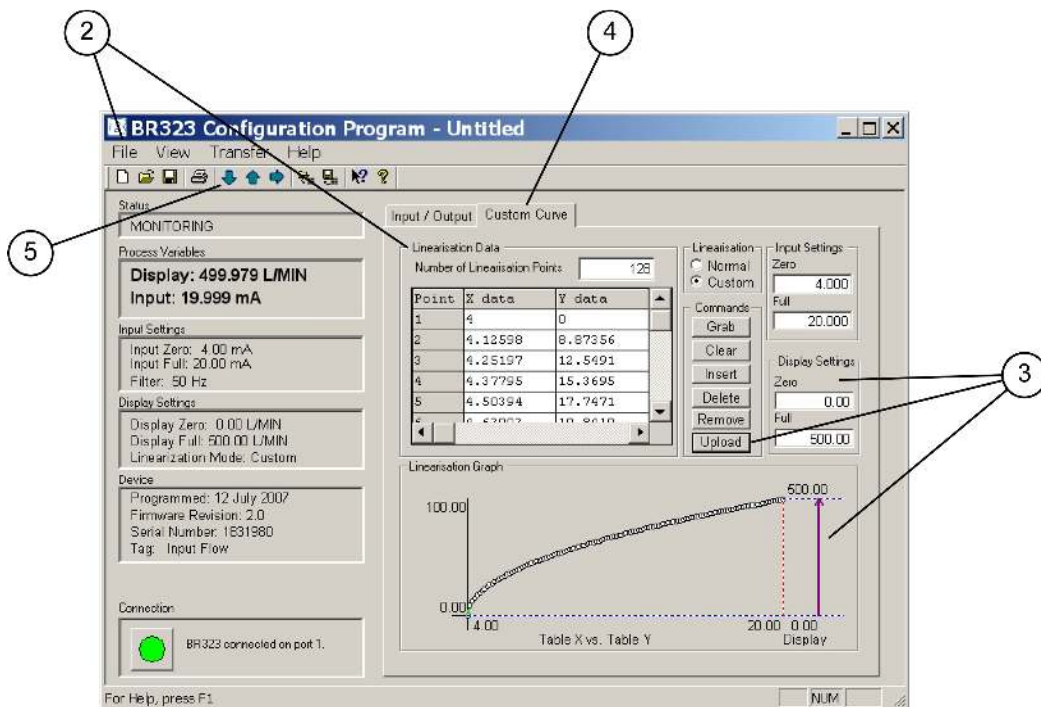 2
4
BR323 Configuration Program - Untitled
File View Transfer Help
5
Status
MONITORING
Process Variables
Display: 499.979 L/MIN
Input: 19.999 mA
Input Settings
Input Zero: 4.00 mA
Input Full: 20.00 mA
Filter: 50 Hz
Display Settings
Display Zero: 0.00 L/MIN
Display Full: 500.00 L/MIN
Linearization Mode: Custom
Device
Programmed: 12 July 2007
Firmware Revision: 2.0
Serial Number: 1831980
Tag: Input Flow
Connection
BR323 connected on port 1.
Input / Output Custom Curve
Linearisation Data
Number of Linearisation Points 128
Point X data Y data
1 4 0
2 4.12598 8.87356
3 4.25197 12.5491
4 4.37795 15.3695
5 4.50394 17.7471
Linearisation
Normal
Custom
Commands
Grab
Clear
Insert
Delete
Remove
Upload
Input Settings
Zero
4.000
Full
20.000
Display Settings
Zero
0.00
Full
500.00
3
Linearisation Graph
100.00
500.00
0.00
4.00 20.00 0.00
Table X vs. Table Y Display
For Help, press F1 NUM